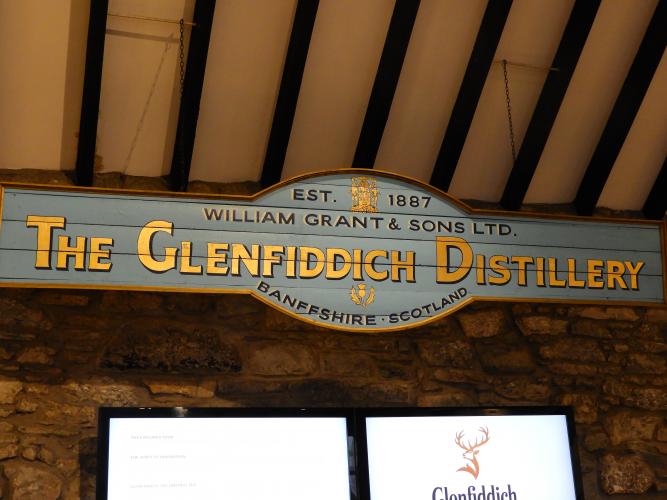 EST. 1887
WILLIAM GRANT & SONS LTD.
THE GLENFIDDICH DISTILLERY
BANFFSHIRE · SCOTLAND
Glenfiddich